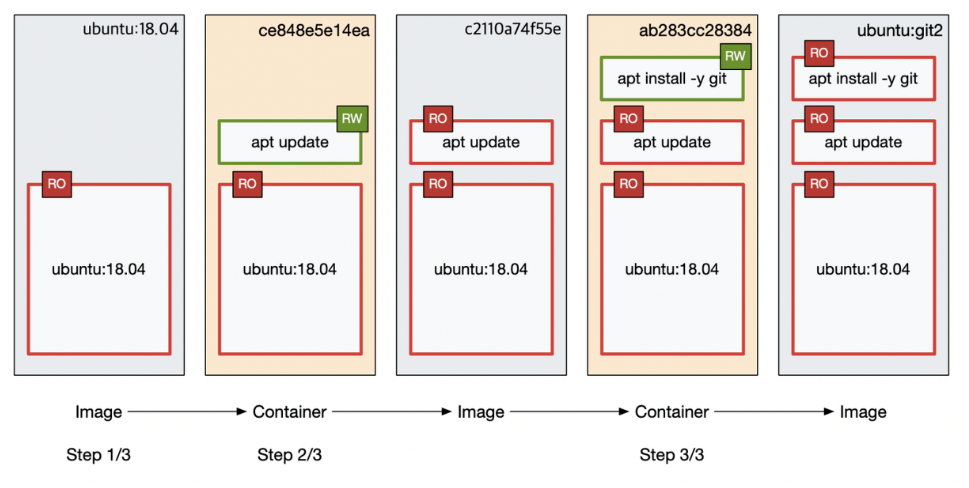 ubuntu:18.04
RO
ubuntu:18.04
ce848e5e14ea
RW
apt update
RO
ubuntu:18.04
c2110a74f55e
RO
apt update
RO
ubuntu:18.04
ab283cc28384
RW
apt install -y git
RO
apt update
RO
ubuntu:18.04
ubuntu:git2
RO
apt install -y git
RO
apt update
RO
ubuntu:18.04
Image
Container
Image
Container
Image
Step 1/3
Step 2/3
Step 3/3